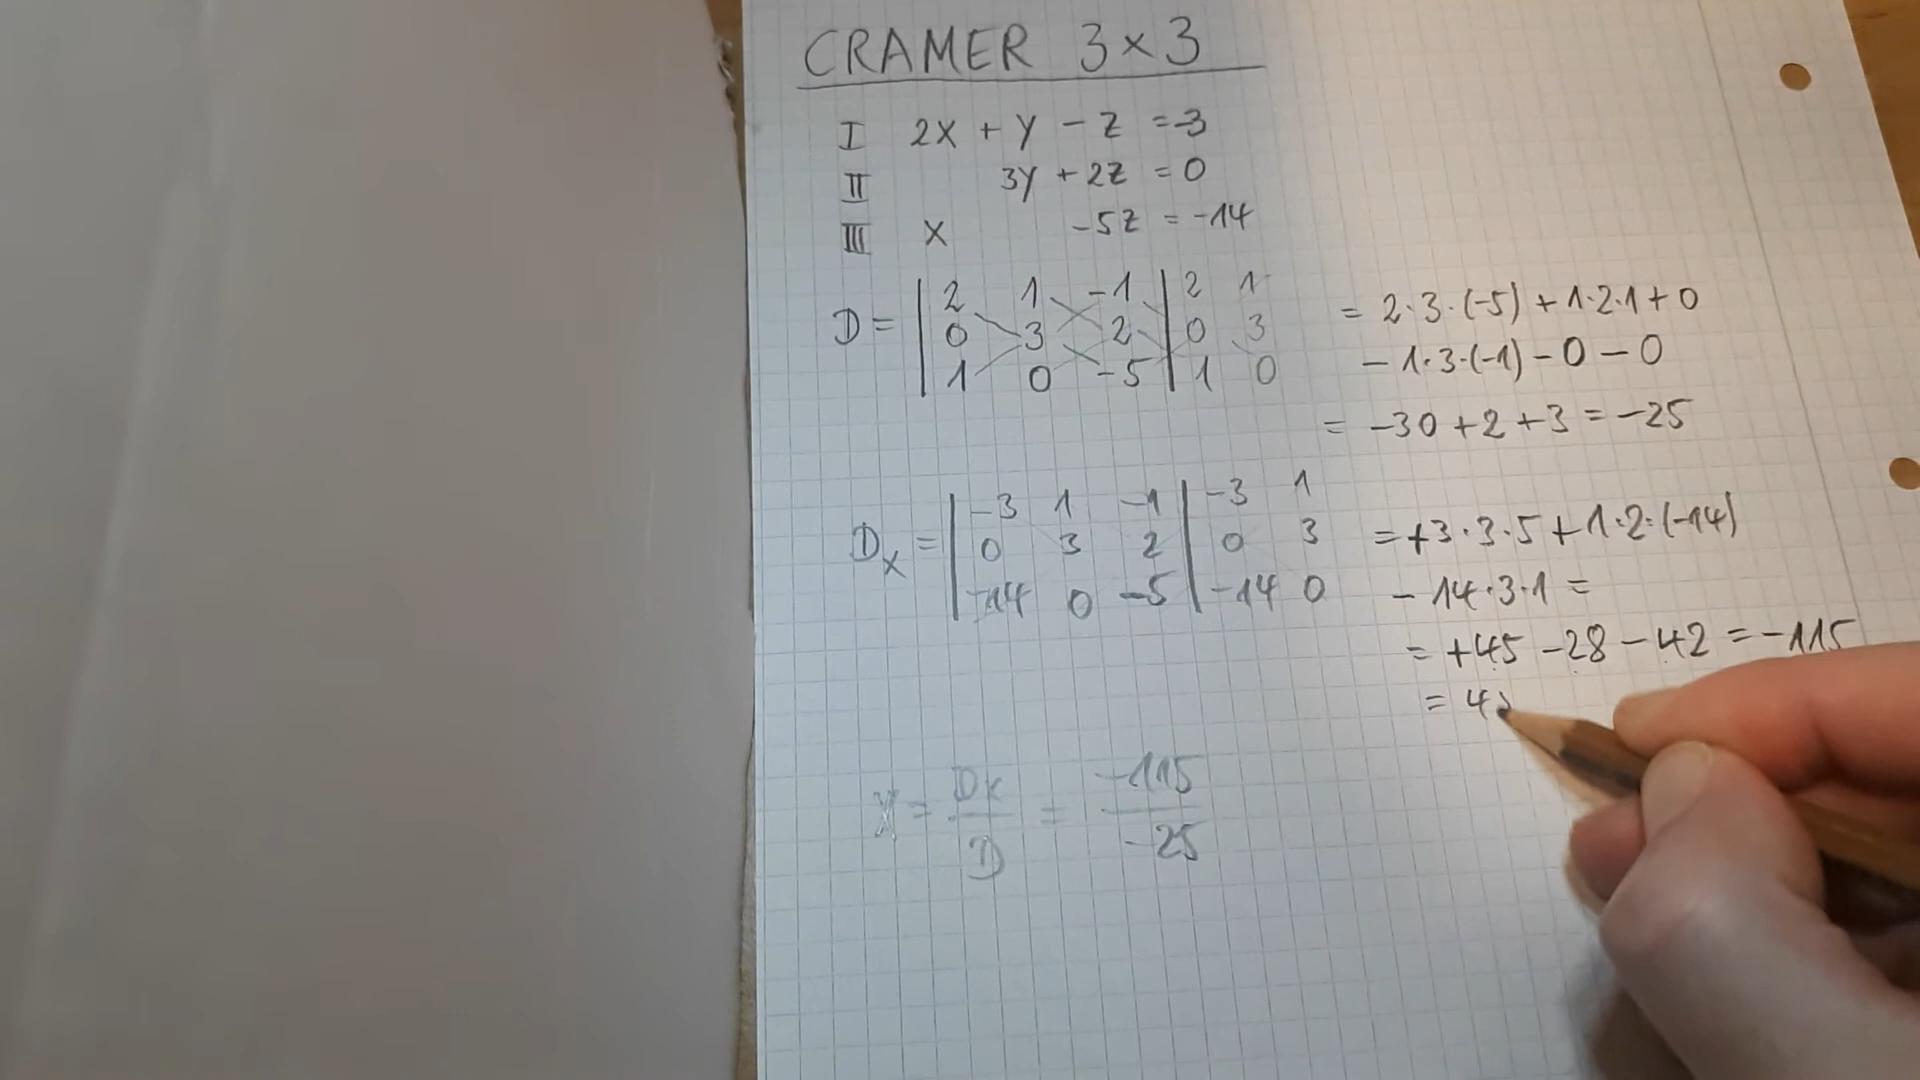 CRAMER 3×3
I 2x + y - z = -3
II 3y + 2z = 0
III x - 5z = -14
D = | 2 1 -1 | 2 1 = 2·3·(-5) + 1·2·1 + 0
0 3 2 | 0 3 - 1·3·(-1) - 0 - 0
1 0 -5 | 1 0
= -30 + 2 + 3 = -25
Dx = | -3 1 -1 | -3 1
0 3 2 | 0 3 = +3·3·5 + 1·2·(-14)
-14 0 -5 | -14 0 - 14·3·1 =
= +45 - 28 - 42 = -115
= 4
x = Dx / D = -115 / -25